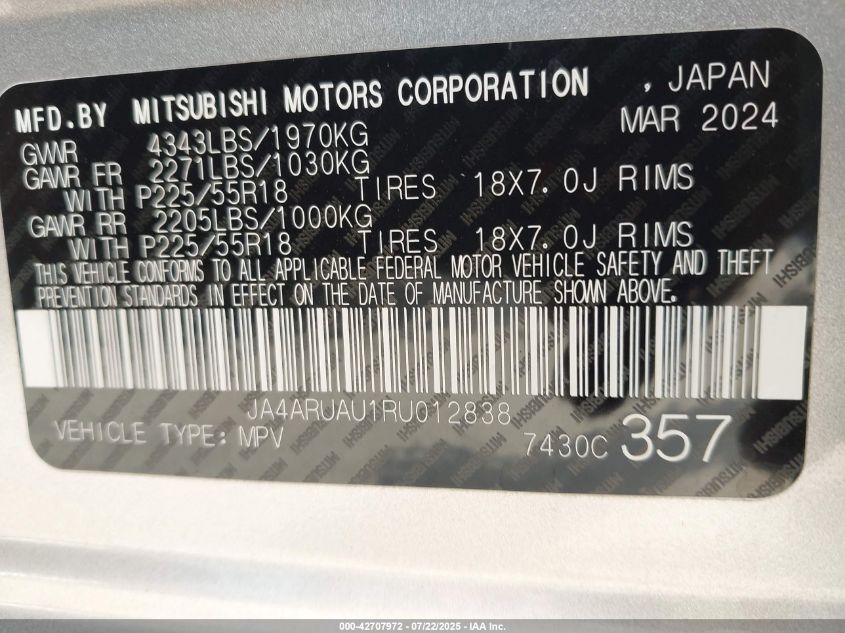 MFD.BY MITSUBISHI MOTORS CORPORATION , JAPAN
MAR 2024
GVWR 4343LBS/1970KG
GAWR FR 2271LBS/1030KG
WITH P225/55R18 TIRES 18X7.0J RIMS
GAWR RR 2205LBS/1000KG
WITH P225/55R18 TIRES 18X7.0J RIMS
THIS VEHICLE CONFORMS TO ALL APPLICABLE FEDERAL MOTOR VEHICLE SAFETY AND THEFT
PREVENTION STANDARDS IN EFFECT ON THE DATE OF MANUFACTURE SHOWN ABOVE.
JA4ARUAU1RU012838
VEHICLE TYPE: MPV 7430C 357
000-42707972 - 07/22/2025 - IAA Inc.